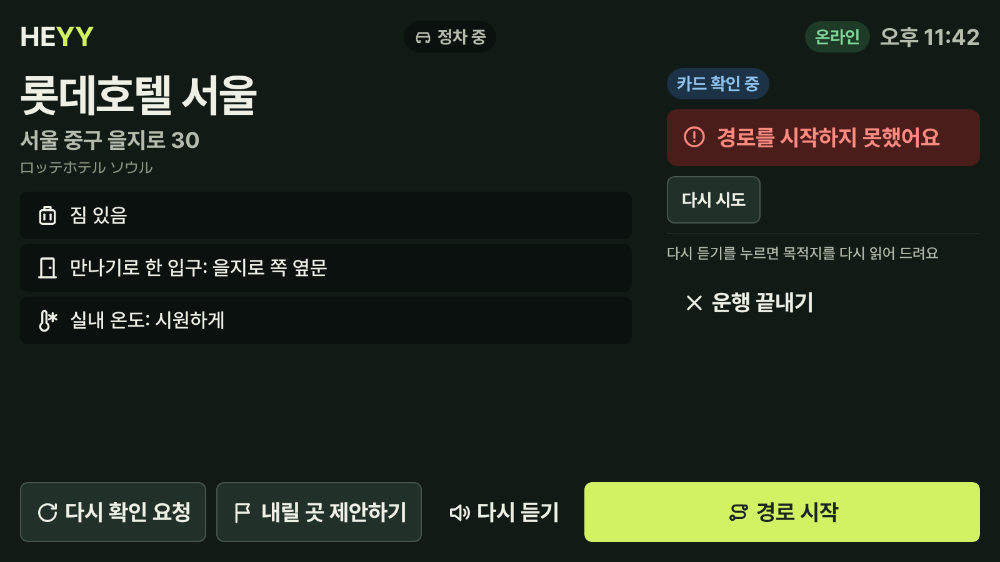 HEYY
정차 중
온라인
오후 11:42
롯데호텔 서울
서울 중구 을지로 30
ロッテホテル ソウル
짐 있음
만나기로 한 입구: 을지로 쪽 옆문
실내 온도: 시원하게
카드 확인 중
경로를 시작하지 못했어요
다시 시도
다시 듣기를 누르면 목적지를 다시 읽어 드려요
운행 끝내기
다시 확인 요청
내릴 곳 제안하기
다시 듣기
경로 시작